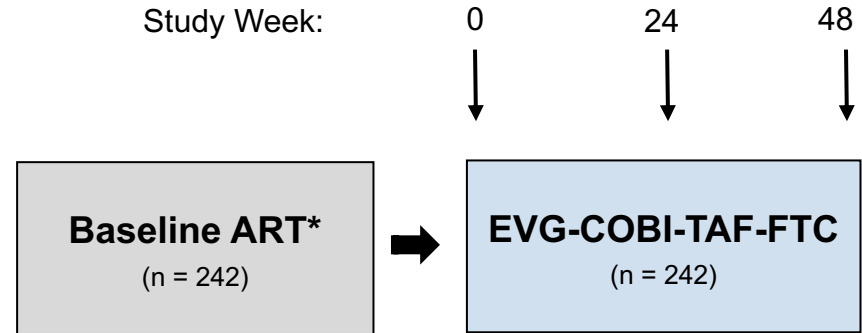 Study Week: 0 24 48
Baseline ART*
(n = 242)
EVG-COBI-TAF-FTC
(n = 242)